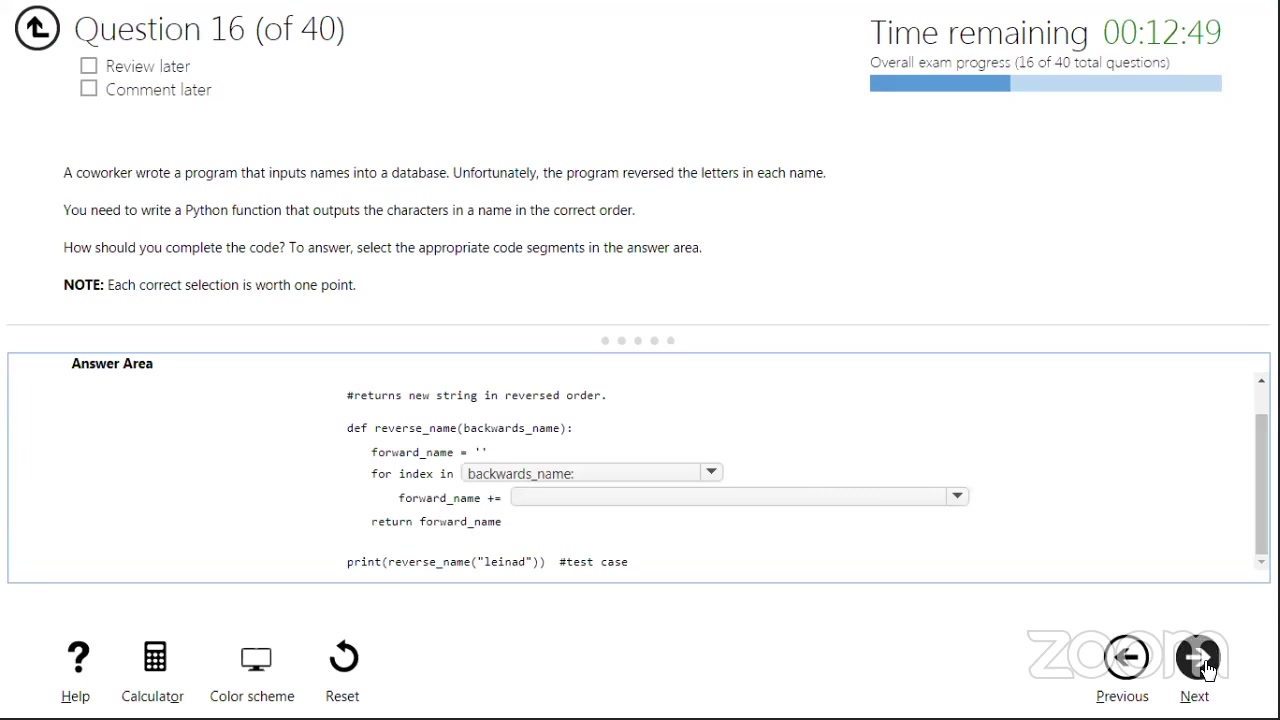 Question 16 (of 40)
Time remaining 00:12:49
Review later
Overall exam progress (16 of 40 total questions)
Comment later
A coworker wrote a program that inputs names into a database. Unfortunately, the program reversed the letters in each name.
You need to write a Python function that outputs the characters in a name in the correct order.
How should you complete the code? To answer, select the appropriate code segments in the answer area.
NOTE: Each correct selection is worth one point.
Answer Area
#returns new string in reversed order.
def reverse_name(backwards_name):
forward_name = ''
for index in backwards_name:
forward_name +=
return forward_name
print(reverse_name("leinad")) #test case
zoom
? Help
Calculator
Color scheme
Reset
Previous
Next